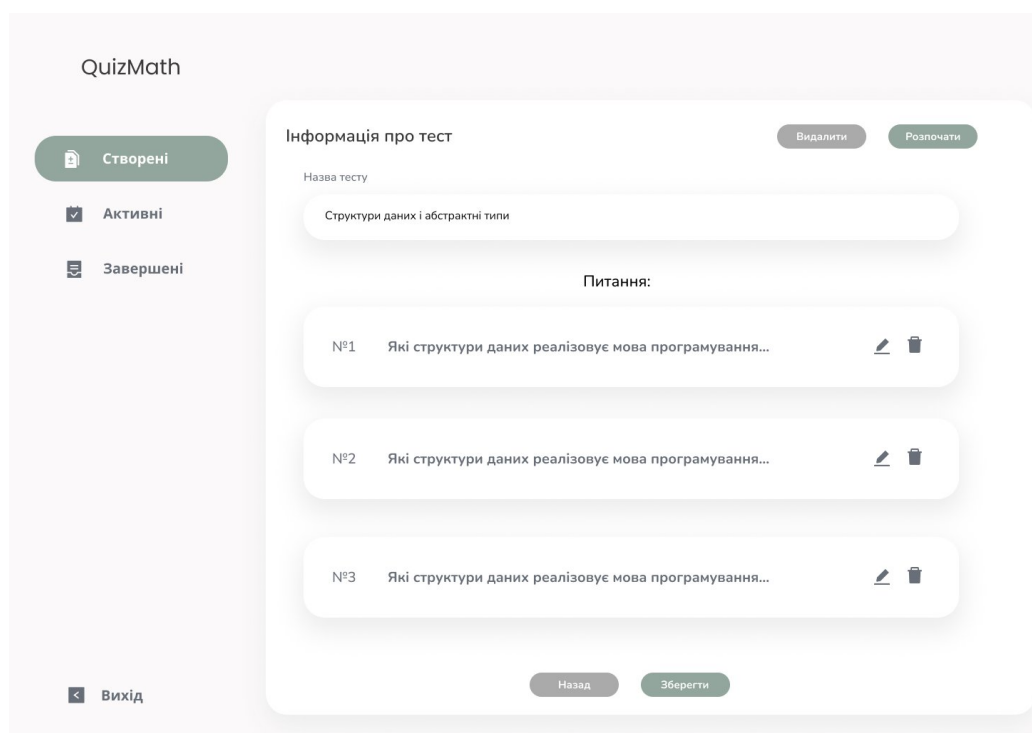 QuizMath
Створені
Активні
Завершені
Вихід
Інформація про тест
Видалити
Розпочати
Назва тесту
Структури даних і абстрактні типи
Питання:
№1 Які структури даних реалізовує мова програмування...
№2 Які структури даних реалізовує мова програмування...
№3 Які структури даних реалізовує мова програмування...
Назад
Зберегти